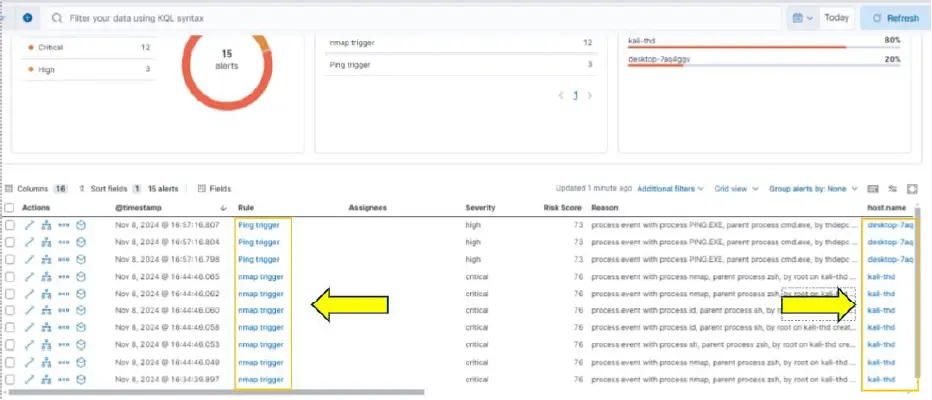 Filter your data using KQL syntax
Today
Refresh
Critical 12
High 3
15
alerts
nmap trigger 12
Ping trigger 3
1
kali-thd 80%
desktop-7aq4ggv 20%
Columns 16 Sort fields 1 15 alerts Fields
Updated 1 minute ago Additional filters Grid view Group alerts by: None
Actions @timestamp Rule Assignees Severity Risk Score Reason host.name
Nov 8, 2024 @ 16:57:16.807 Ping trigger high 73 process event with process PING.EXE, parent process cmd.exe, by thdepc ... desktop-7aq
Nov 8, 2024 @ 16:57:16.804 Ping trigger high 73 process event with process PING.EXE, parent process cmd.exe, by thdepc ... desktop-7aq
Nov 8, 2024 @ 16:57:16.798 Ping trigger high 73 process event with process PING.EXE, parent process cmd.exe, by thdepc ... desktop-7aq
Nov 8, 2024 @ 16:44:46.065 nmap trigger critical 76 process event with process nmap, parent process zsh, by root on kali-thd ... kali-thd
Nov 8, 2024 @ 16:44:46.062 nmap trigger critical 76 process event with process nmap, parent process zsh, by root on kali-thd ... kali-thd
Nov 8, 2024 @ 16:44:46.060 nmap trigger critical 76 process event with process id, parent process sh, by ro... kali-thd
Nov 8, 2024 @ 16:44:46.058 nmap trigger critical 76 process event with process id, parent process sh, by root on kali-thd creat... kali-thd
Nov 8, 2024 @ 16:44:46.053 nmap trigger critical 76 process event with process sh, parent process nmap, by root on kali-thd cr... kali-thd
Nov 8, 2024 @ 16:44:46.049 nmap trigger critical 76 process event with process nmap, parent process zsh, by root on kali-thd ... kali-thd
Nov 8, 2024 @ 16:34:39.897 nmap trigger critical 76 process event with process nmap, parent process zsh, by root on kali-thd ... kali-thd